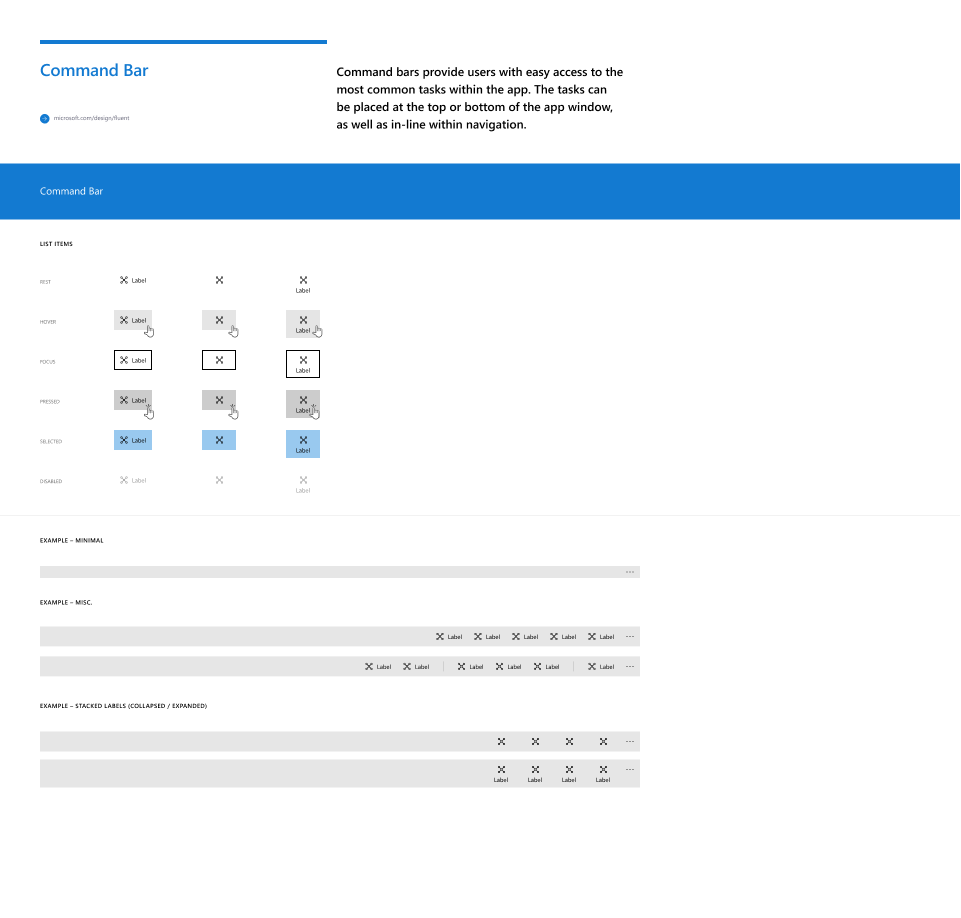 Command Bar
microsoft.com/design/fluent
Command bars provide users with easy access to the
most common tasks within the app. The tasks can
be placed at the top or bottom of the app window,
as well as in-line within navigation.
Command Bar
LIST ITEMS
REST
Label
Label
HOVER
Label
Label
FOCUS
Label
Label
PRESSED
Label
Label
SELECTED
Label
Label
DISABLED
Label
Label
EXAMPLE – MINIMAL
EXAMPLE – MISC.
Label Label Label Label Label
Label Label Label Label Label Label
EXAMPLE – STACKED LABELS (COLLAPSED / EXPANDED)
Label Label Label Label